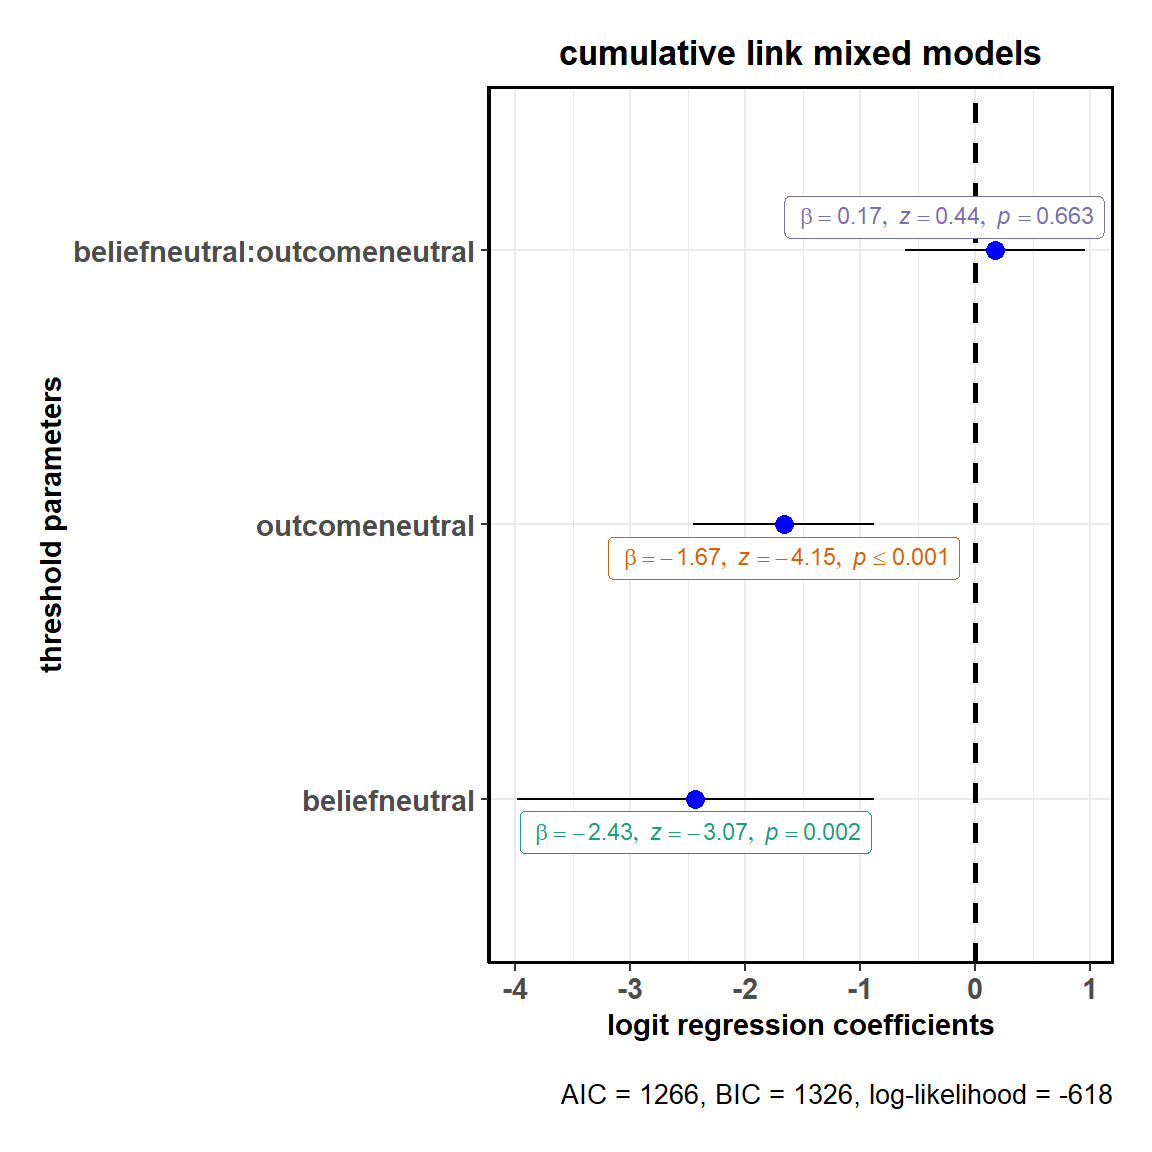 cumulative link mixed models
β = 0.17, z = 0.44, p = 0.663
beliefneutral:outcomeneutral
threshold parameters
outcomeneutral
β = −1.67, z = −4.15, p ≤ 0.001
beliefneutral
β = −2.43, z = −3.07, p = 0.002
-4 -3 -2 -1 0 1
logit regression coefficients
AIC = 1266, BIC = 1326, log-likelihood = -618